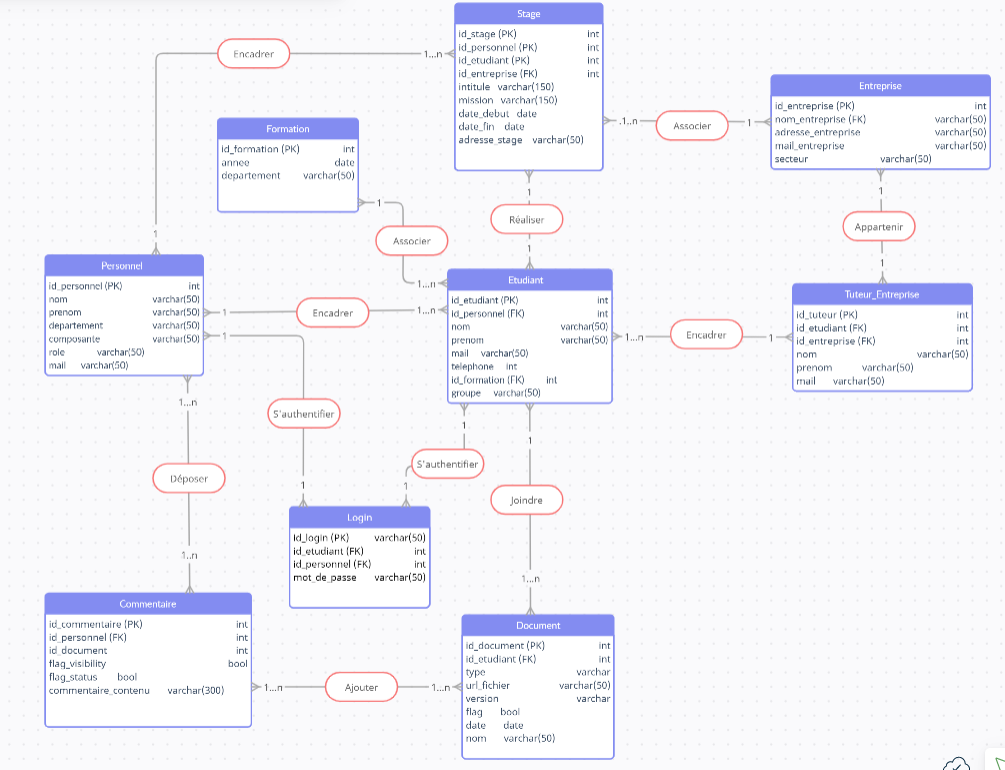 Stage
id_stage (PK) int
id_personnel (PK) int
id_etudiant (PK) int
id_entreprise (FK) int
intitule varchar(150)
mission varchar(150)
date_debut date
date_fin date
adresse_stage varchar(50)
Encadrer
1...n
1
Formation
id_formation (PK) int
annee date
departement varchar(50)
1
Associer
1...n
.1..n
Associer
1
Entreprise
id_entreprise (PK) int
nom_entreprise (FK) varchar(50)
adresse_entreprise varchar(50)
mail_entreprise varchar(50)
secteur varchar(50)
1
Réaliser
1
1
Appartenir
1
Personnel
id_personnel (PK) int
nom varchar(50)
prenom varchar(50)
departement varchar(50)
composante varchar(50)
role varchar(50)
mail varchar(50)
1
Encadrer
1...n
Etudiant
id_etudiant (PK) int
id_personnel (FK) int
nom varchar(50)
prenom varchar(50)
mail varchar(50)
telephone int
id_formation (FK) int
groupe varchar(50)
1...n
Encadrer
1
Tuteur_Entreprise
id_tuteur (PK) int
id_etudiant (FK) int
id_entreprise (FK) int
nom varchar(50)
prenom varchar(50)
mail varchar(50)
1
S'authentifier
1
1
S'authentifier
1
1...n
Déposer
1..n
1
Joindre
1...n
Login
id_login (PK) varchar(50)
id_etudiant (FK) int
id_personnel (FK) int
mot_de_passe varchar(50)
Commentaire
id_commentaire (PK) int
id_personnel (FK) int
id_document int
flag_visibility bool
flag_status bool
commentaire_contenu varchar(300)
1...n
Ajouter
1...n
Document
id_document (PK) int
id_etudiant (FK) int
type varchar
url_fichier varchar(50)
version varchar
flag bool
date date
nom varchar(50)